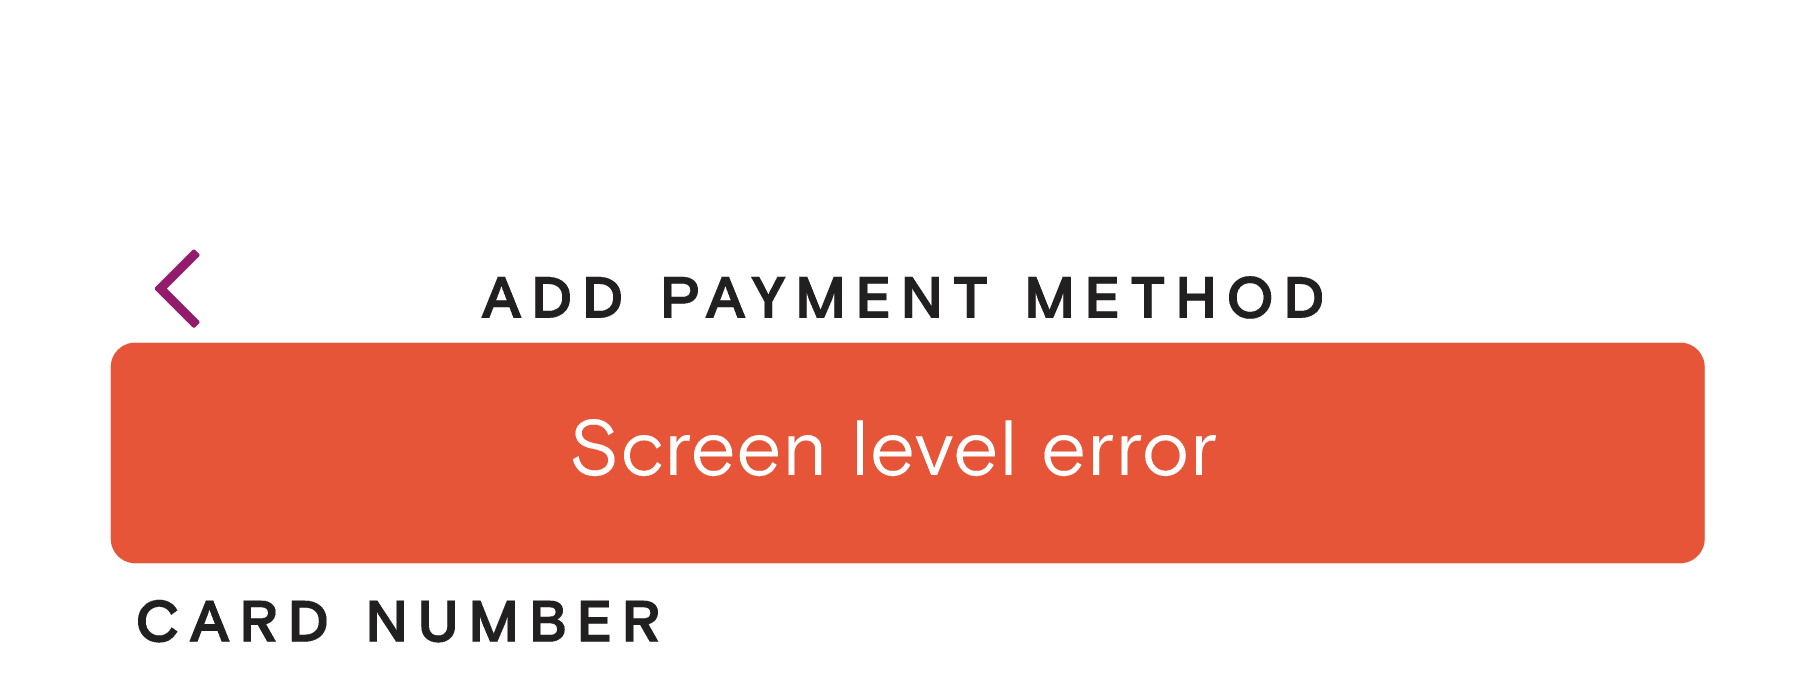 ADD PAYMENT METHOD
Screen level error
CARD NUMBER